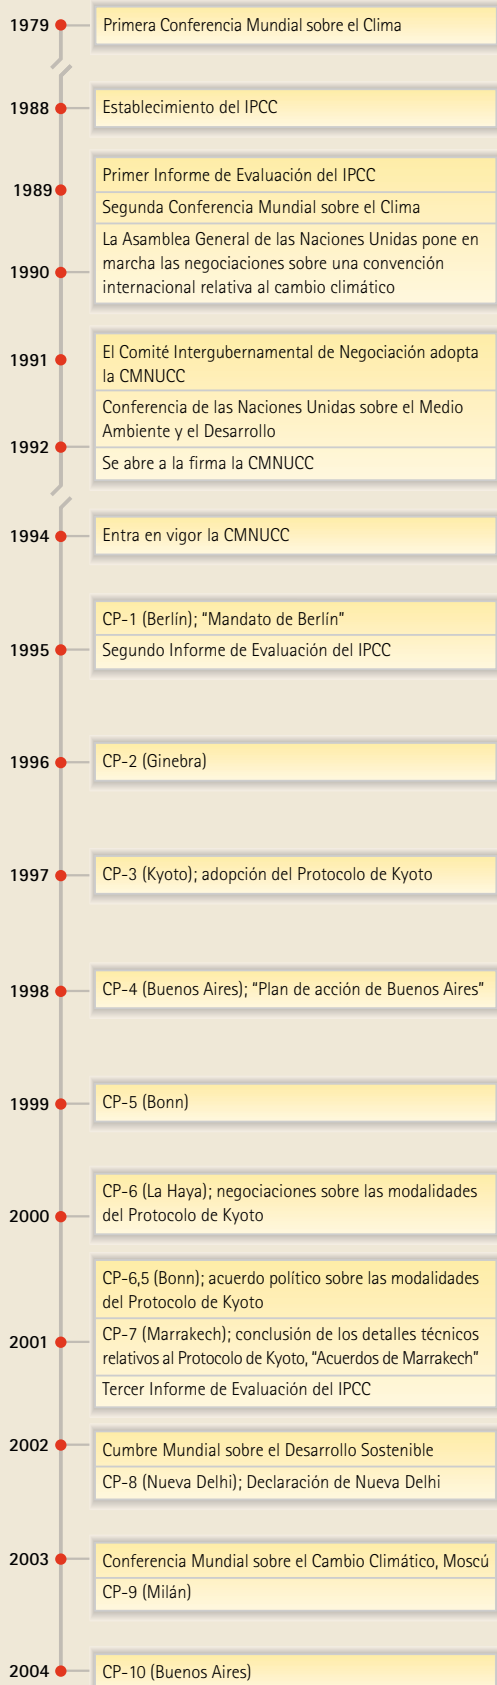 1979
Primera Conferencia Mundial sobre el Clima
1988
Establecimiento del IPCC
1989
Primer Informe de Evaluación del IPCC
Segunda Conferencia Mundial sobre el Clima
1990
La Asamblea General de las Naciones Unidas pone en
marcha las negociaciones sobre una convención
internacional relativa al cambio climático
1991
El Comité Intergubernamental de Negociación adopta
la CMNUCC
1992
Conferencia de las Naciones Unidas sobre el Medio
Ambiente y el Desarrollo
Se abre a la firma la CMNUCC
1994
Entra en vigor la CMNUCC
1995
CP-1 (Berlín); “Mandato de Berlín”
Segundo Informe de Evaluación del IPCC
1996
CP-2 (Ginebra)
1997
CP-3 (Kyoto); adopción del Protocolo de Kyoto
1998
CP-4 (Buenos Aires); “Plan de acción de Buenos Aires”
1999
CP-5 (Bonn)
2000
CP-6 (La Haya); negociaciones sobre las modalidades
del Protocolo de Kyoto
2001
CP-6,5 (Bonn); acuerdo político sobre las modalidades
del Protocolo de Kyoto
CP-7 (Marrakech); conclusión de los detalles técnicos
relativos al Protocolo de Kyoto, “Acuerdos de Marrakech”
Tercer Informe de Evaluación del IPCC
2002
Cumbre Mundial sobre el Desarrollo Sostenible
CP-8 (Nueva Delhi); Declaración de Nueva Delhi
2003
Conferencia Mundial sobre el Cambio Climático, Moscú
CP-9 (Milán)
2004
CP-10 (Buenos Aires)